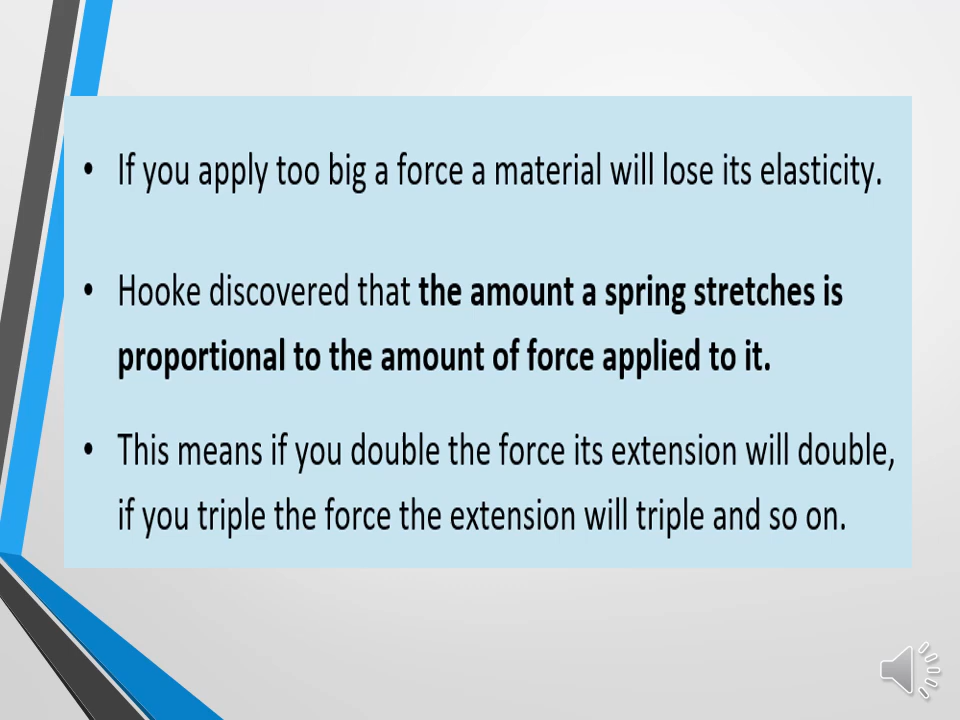 • If you apply too big a force a material will lose its elasticity.
• Hooke discovered that the amount a spring stretches is
proportional to the amount of force applied to it.
• This means if you double the force its extension will double,
if you triple the force the extension will triple and so on.